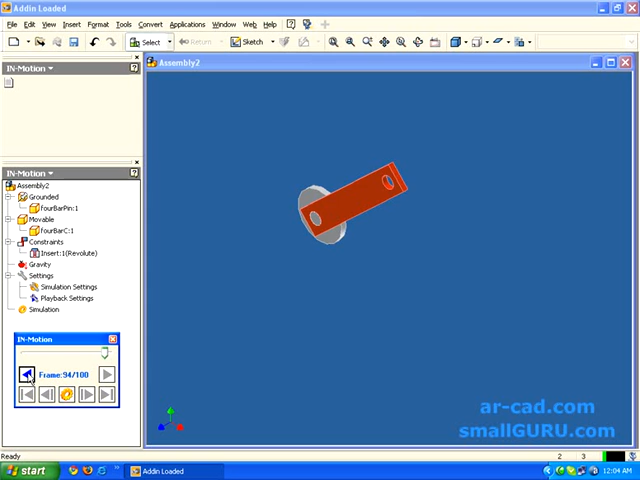 Addin Loaded
File Edit View Insert Format Tools Convert Applications Window Web Help
Select Return Sketch
IN-Motion
Assembly2
IN-Motion
Assembly2
Grounded
fourBarPin:1
Movable
fourBarC:1
Constraints
Insert:1(Revolute)
Gravity
Settings
Simulation Settings
Playback Settings
Simulation
IN-Motion
Frame:94/100
ar-cad.com
smallGURU.com
Ready
2 3
start
Addin Loaded
12:04 AM